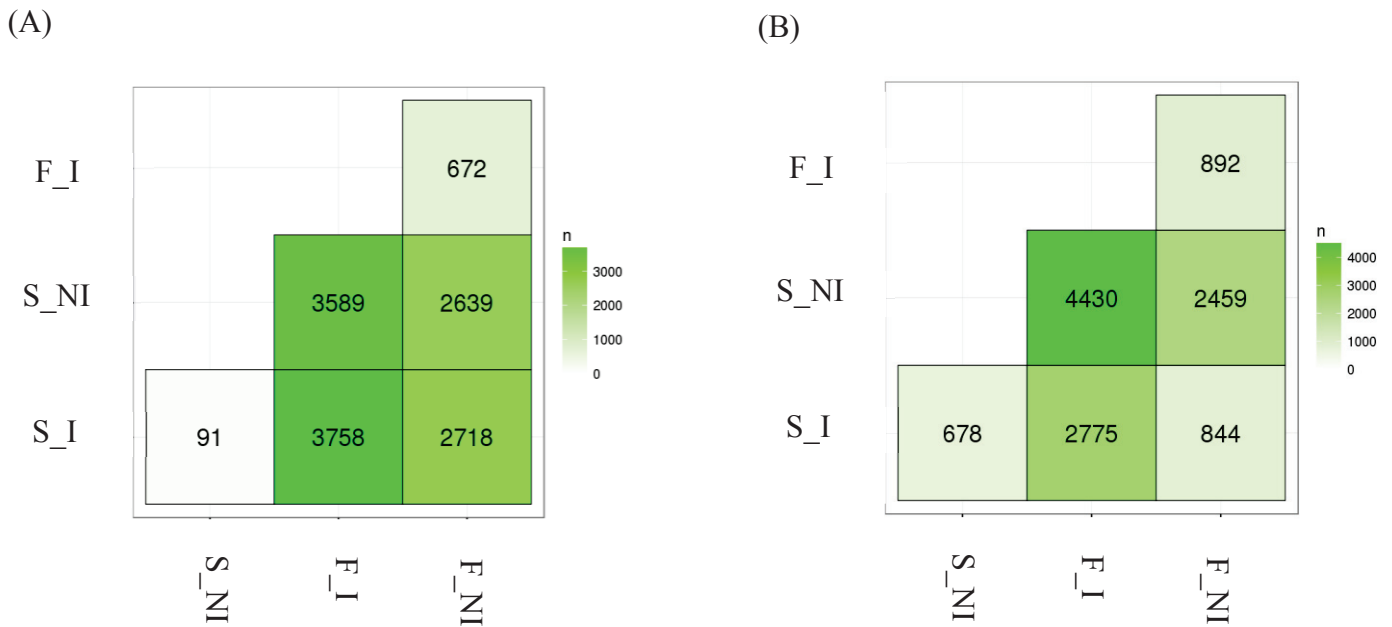 (A)
F_I
S_NI
S_I
672
3589 2639
91 3758 2718
n
3000
2000
1000
0
S_NI F_I F_NI
(B)
F_I
S_NI
S_I
892
4430 2459
678 2775 844
n
4000
3000
2000
1000
0
S_NI F_I F_NI